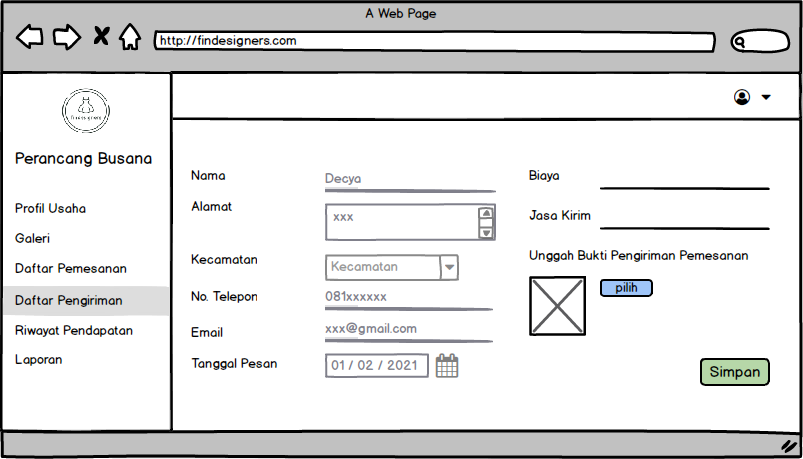 A Web Page
http://findesigners.com
findesigners
Perancang Busana
Profil Usaha
Galeri
Daftar Pemesanan
Daftar Pengiriman
Riwayat Pendapatan
Laporan
Nama
Decya
Alamat
xxx
Kecamatan
Kecamatan
No. Telepon
081xxxxxx
Email
xxx@gmail.com
Tanggal Pesan
01 / 02 / 2021
Biaya
Jasa Kirim
Unggah Bukti Pengiriman Pemesanan
pilih
Simpan